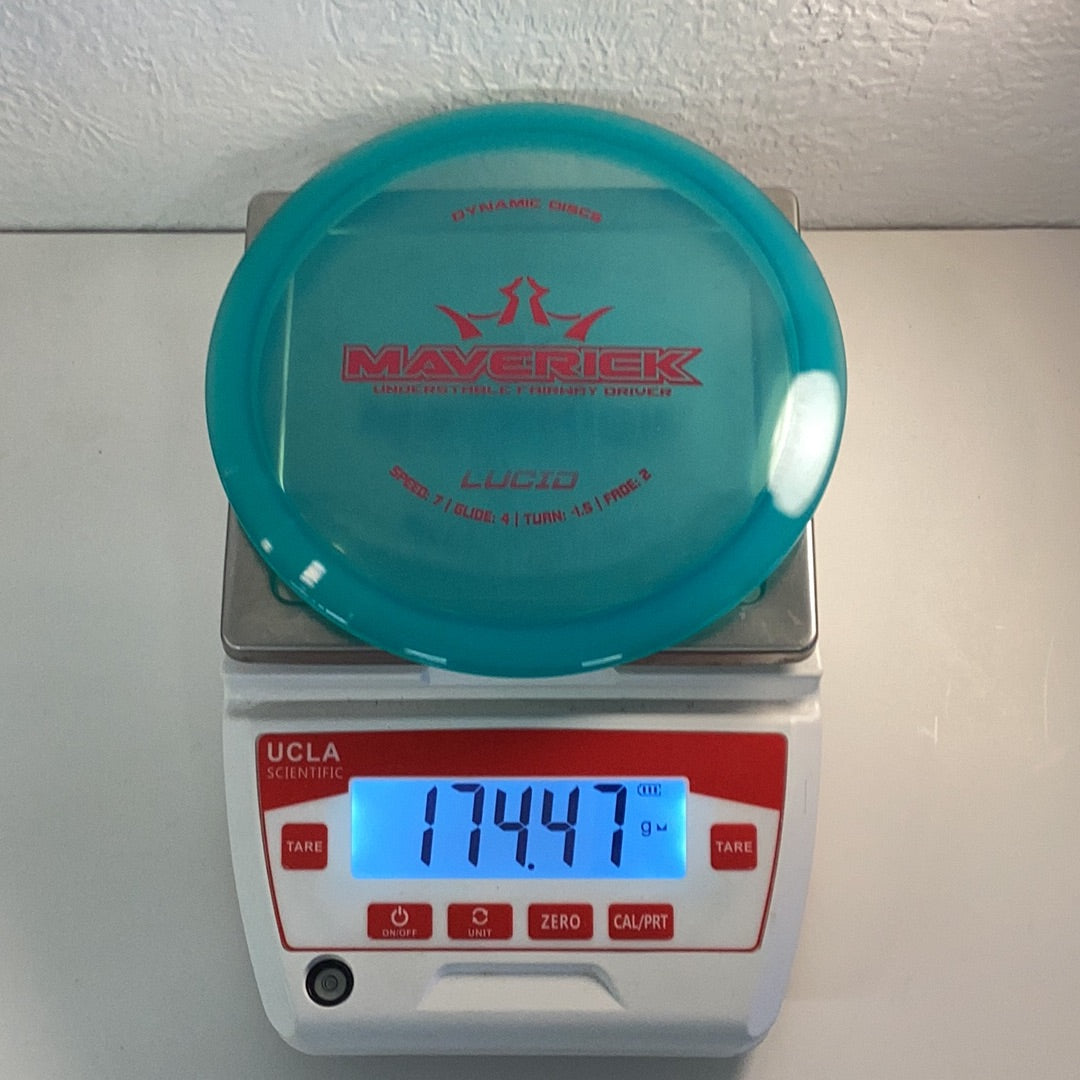 DYNAMIC DISCS
MAVERICK
UNDERSTABLE FAIRWAY DRIVER
LUCID
SPEED: 7 | GLIDE: 4 | TURN: -1.5 | FADE: 2
UCLA
SCIENTIFIC
174.47
g
TARE
TARE
ON/OFF
UNIT
ZERO
CAL/PRT